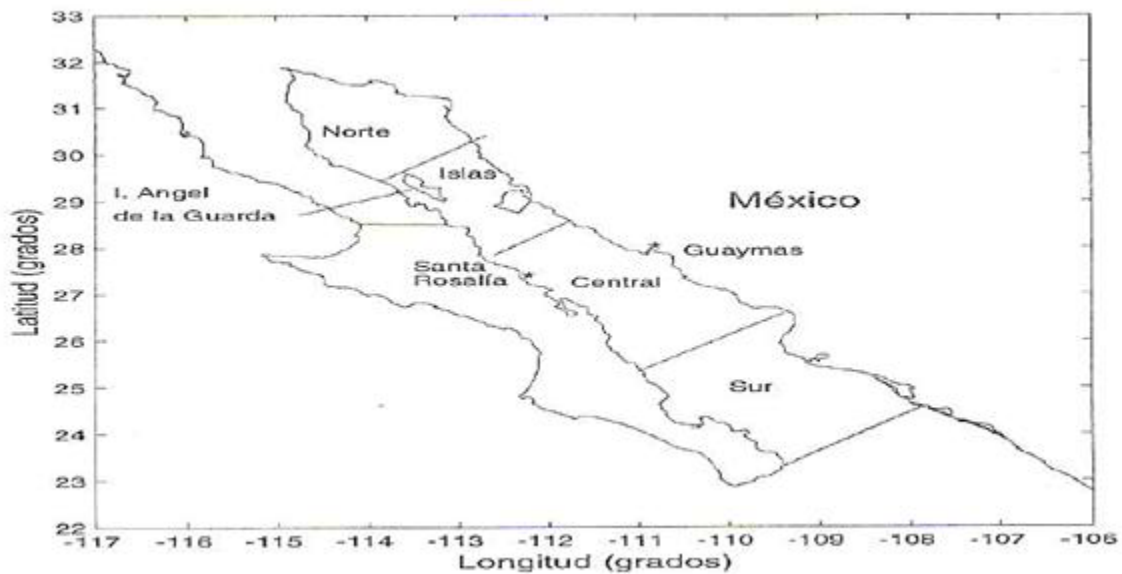 33
32
31
30
29
28
27
26
25
24
23
22
Latitud (grados)
Norte
Islas
I. Angel
de la Guarda
México
Guaymas
Santa
Rosalía
Central
Sur
-117 -116 -115 -114 -113 -112 -111 -110 -109 -108 -107 -106
Longitud (grados)